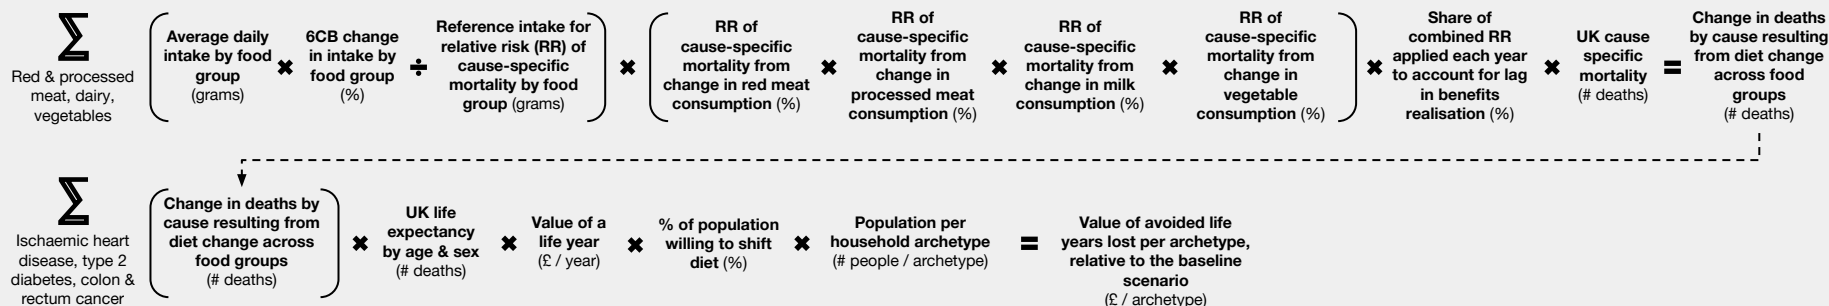 ∑
Red & processed
meat, dairy,
vegetables
Average daily
intake by food
group
(grams)
×
6CB change
in intake by
food group
(%)
÷
Reference intake for
relative risk (RR) of
cause-specific
mortality by food
group (grams)
×
RR of
cause-specific
mortality from
change in red meat
consumption (%)
×
RR of
cause-specific
mortality from
change in
processed meat
consumption (%)
×
RR of
cause-specific
mortality from
change in milk
consumption (%)
×
RR of
cause-specific
mortality from
change in
vegetable
consumption (%)
×
Share of
combined RR
applied each year
to account for lag
in benefits
realisation (%)
×
UK cause
specific
mortality
(# deaths)
=
Change in deaths
by cause resulting
from diet change
across food
groups
(# deaths)
∑
Ischaemic heart
disease, type 2
diabetes, colon &
rectum cancer
Change in deaths by
cause resulting from
diet change across
food groups
(# deaths)
×
UK life
expectancy
by age & sex
(# deaths)
×
Value of a
life year
(£ / year)
×
% of population
willing to shift
diet (%)
×
Population per
household archetype
(# people / archetype)
=
Value of avoided life
years lost per archetype,
relative to the baseline
scenario
(£ / archetype)